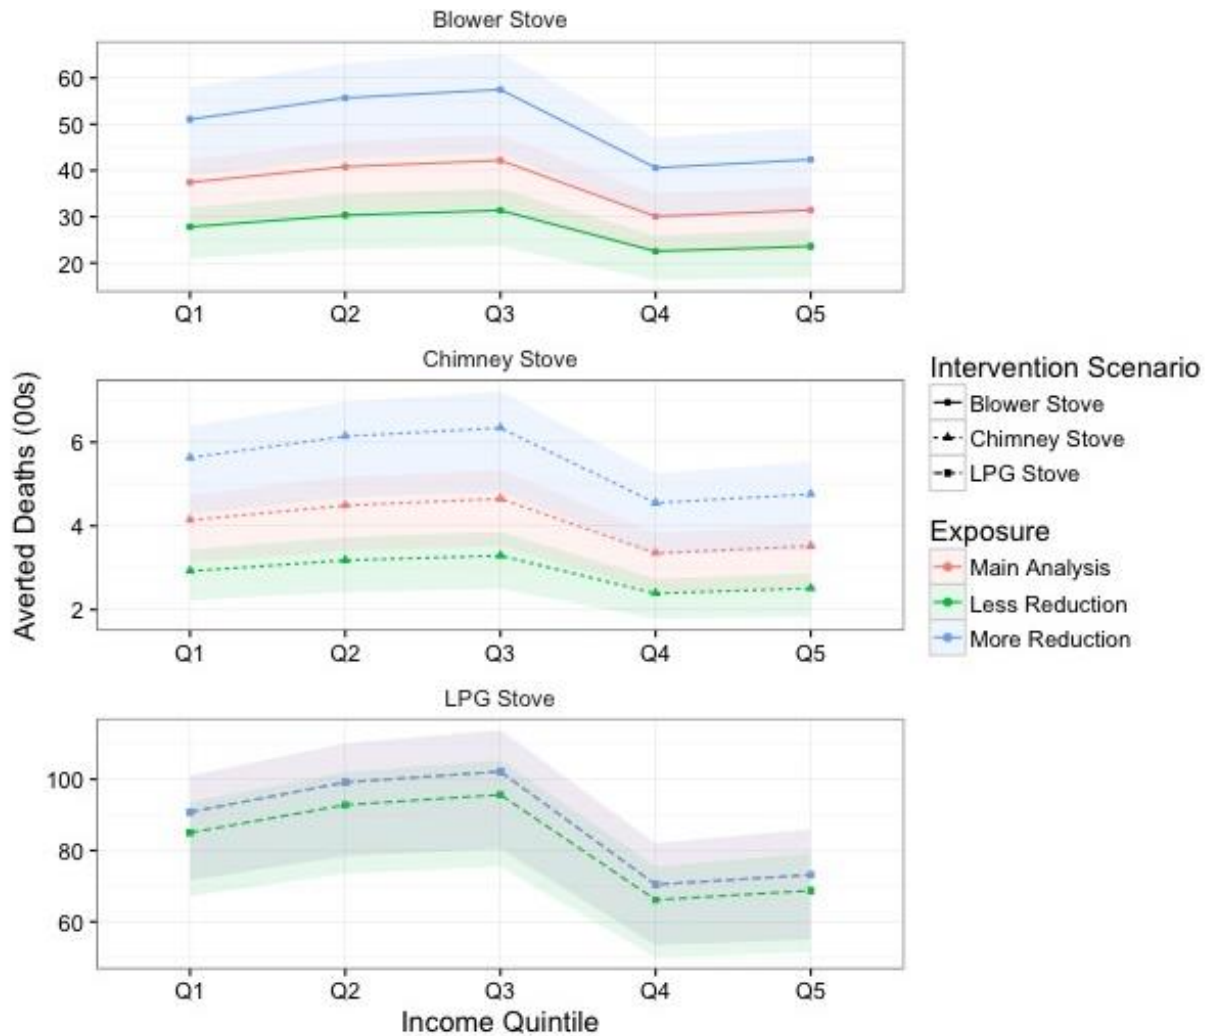 Blower Stove
60
50
40
30
20
Q1 Q2 Q3 Q4 Q5
Chimney Stove
Averted Deaths (00s)
6
4
2
Q1 Q2 Q3 Q4 Q5
LPG Stove
100
80
60
Q1 Q2 Q3 Q4 Q5
Income Quintile
Intervention Scenario
Blower Stove
Chimney Stove
LPG Stove
Exposure
Main Analysis
Less Reduction
More Reduction